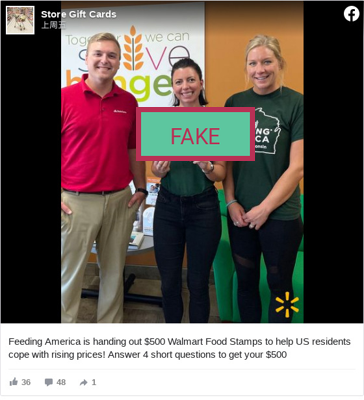 Store Gift Cards
上周五
Together we can
solve
hunger
FAKE
Feeding America is handing out $500 Walmart Food Stamps to help US residents
cope with rising prices! Answer 4 short questions to get your $500
36 48 1